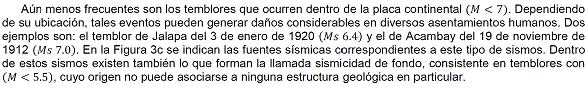 Aún menos frecuentes son los temblores que ocurren dentro de la placa continental (M < 7). Dependiendo
de su ubicación, tales eventos pueden generar daños considerables en diversos asentamientos humanos. Dos
ejemplos son: el temblor de Jalapa del 3 de enero de 1920 (Ms 6.4) y el de Acambay del 19 de noviembre de
1912 (Ms 7.0). En la Figura 3c se indican las fuentes sísmicas correspondientes a este tipo de sismos. Dentro
de estos sismos existen también lo que forman la llamada sismicidad de fondo, consistente en temblores con
(M < 5.5), cuyo origen no puede asociarse a ninguna estructura geológica en particular.